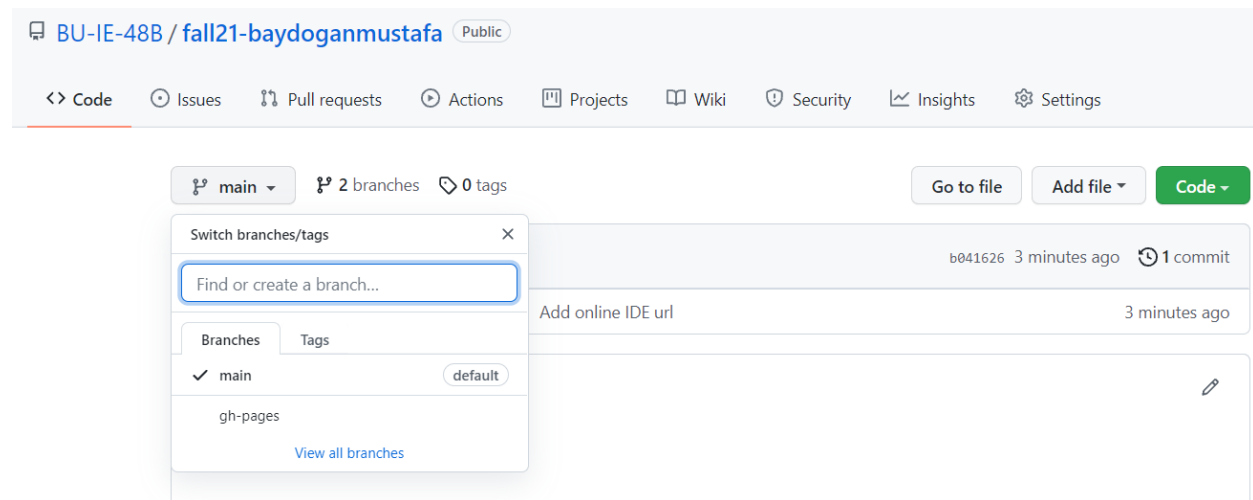 BU-IE-48B / fall21-baydoganmustafa Public
Code Issues Pull requests Actions Projects Wiki Security Insights Settings
main 2 branches 0 tags Go to file Add file Code
Switch branches/tags
b041626 3 minutes ago 1 commit
Find or create a branch...
Add online IDE url 3 minutes ago
Branches Tags
main default
gh-pages
View all branches